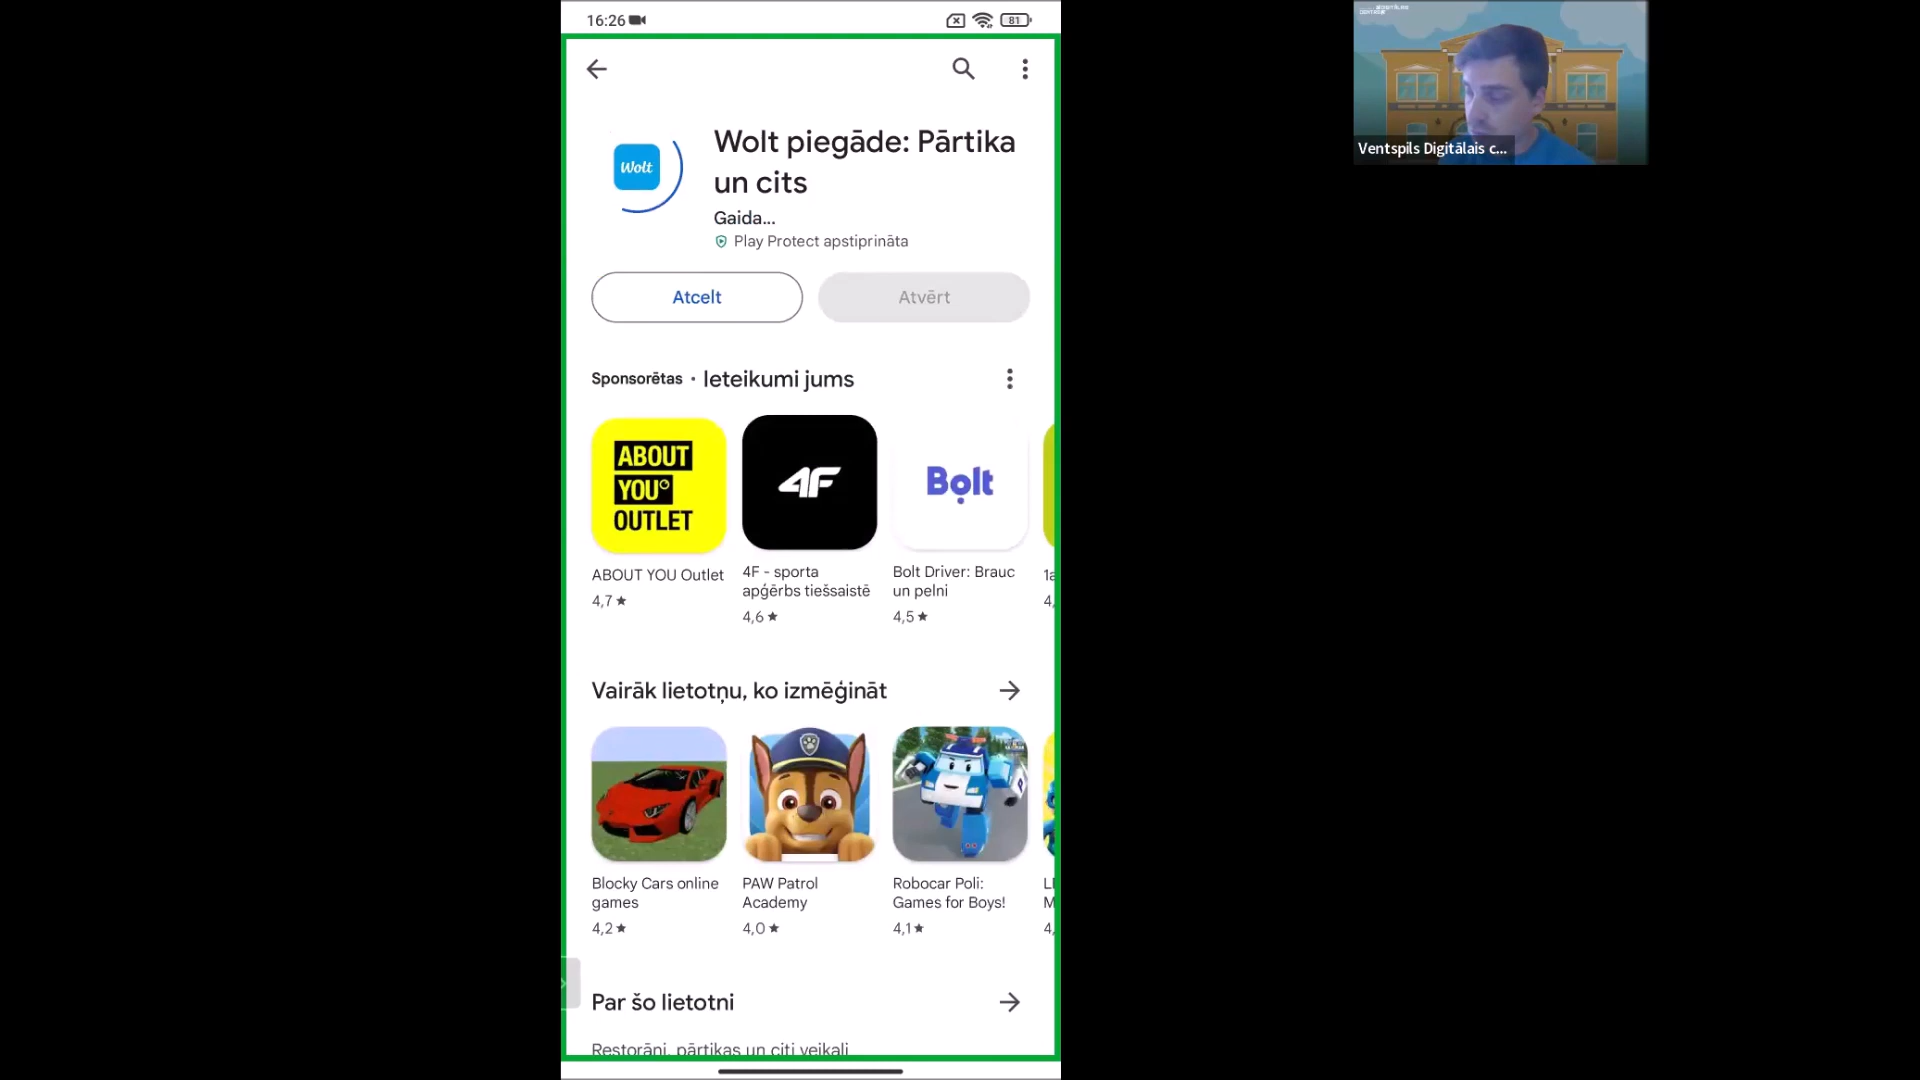 16:26
81
Wolt
Wolt piegāde: Pārtika
un cits
Gaida...
Play Protect apstiprināta
Atcelt
Atvērt
Sponsorētas • Ieteikumi jums
ABOUT
YOU°
OUTLET
4F
Bolt
ABOUT YOU Outlet
4,7 ★
4F - sporta
apģērbs tiešsaistē
4,6 ★
Bolt Driver: Brauc
un pelni
4,5 ★
Vairāk lietotņu, ko izmēģināt
Blocky Cars online
games
4,2 ★
PAW Patrol
Academy
4,0 ★
Robocar Poli:
Games for Boys!
4,1 ★
Par šo lietotni
Restorāni, pārtikas un citi veikali
Ventspils Digitālais c...